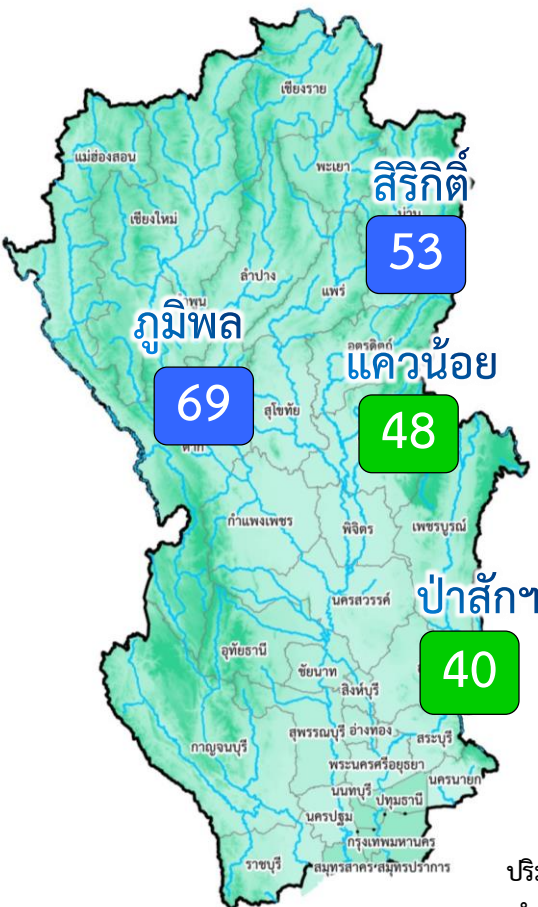 เชียงราย
แม่ฮ่องสอน
พะเยา
สิริกิติ์
น่าน
เชียงใหม่
53
ลำปาง
แพร่
ภูมิพล
อุตรดิตถ์
แควน้อย
69
สุโขทัย
48
ตาก
กำแพงเพชร
พิจิตร
เพชรบูรณ์
นครสวรรค์
ป่าสักฯ
อุทัยธานี
ชัยนาท
40
สิงห์บุรี
สุพรรณบุรี อ่างทอง
สระบุรี
กาญจนบุรี
พระนครศรีอยุธยา
นครนายก
นนทบุรี
ปทุมธานี
นครปฐม
กรุงเทพมหานคร
ราชบุรี
สมุทรสาคร สมุทรปราการ